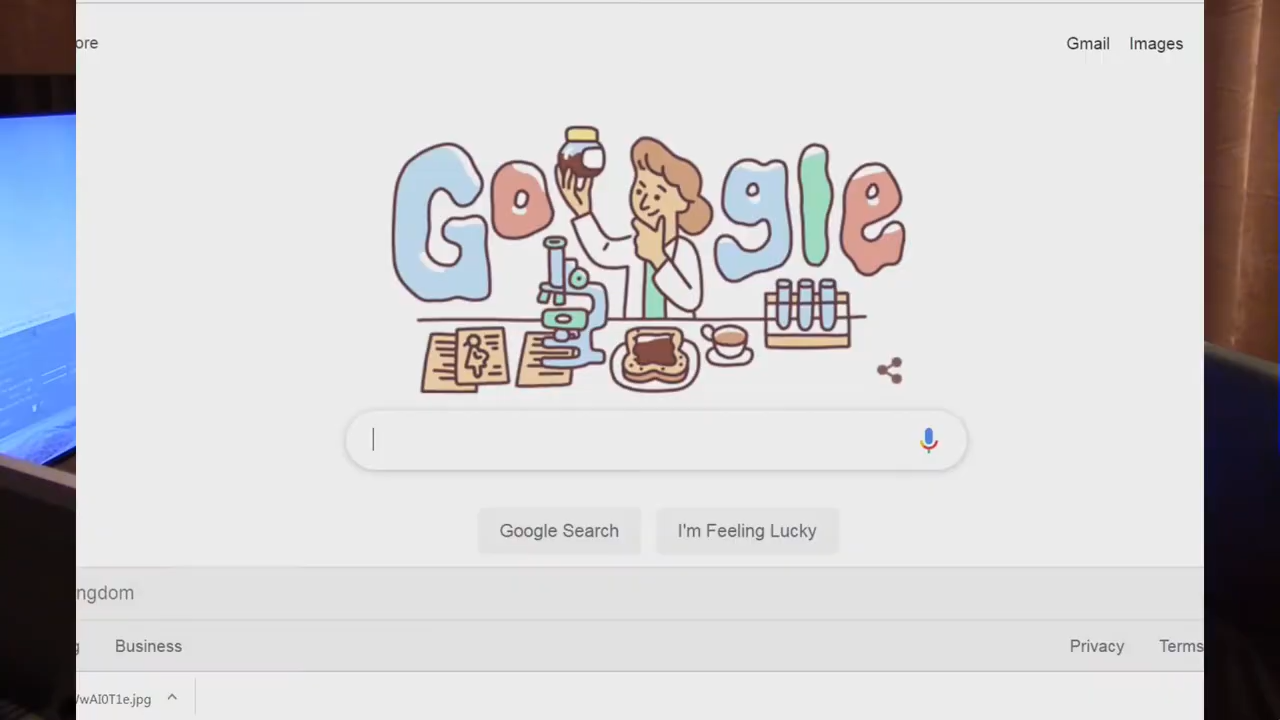 ore
Gmail Images
Google
Google Search I'm Feeling Lucky
ngdom
g Business
Privacy Terms
/wAI0T1e.jpg